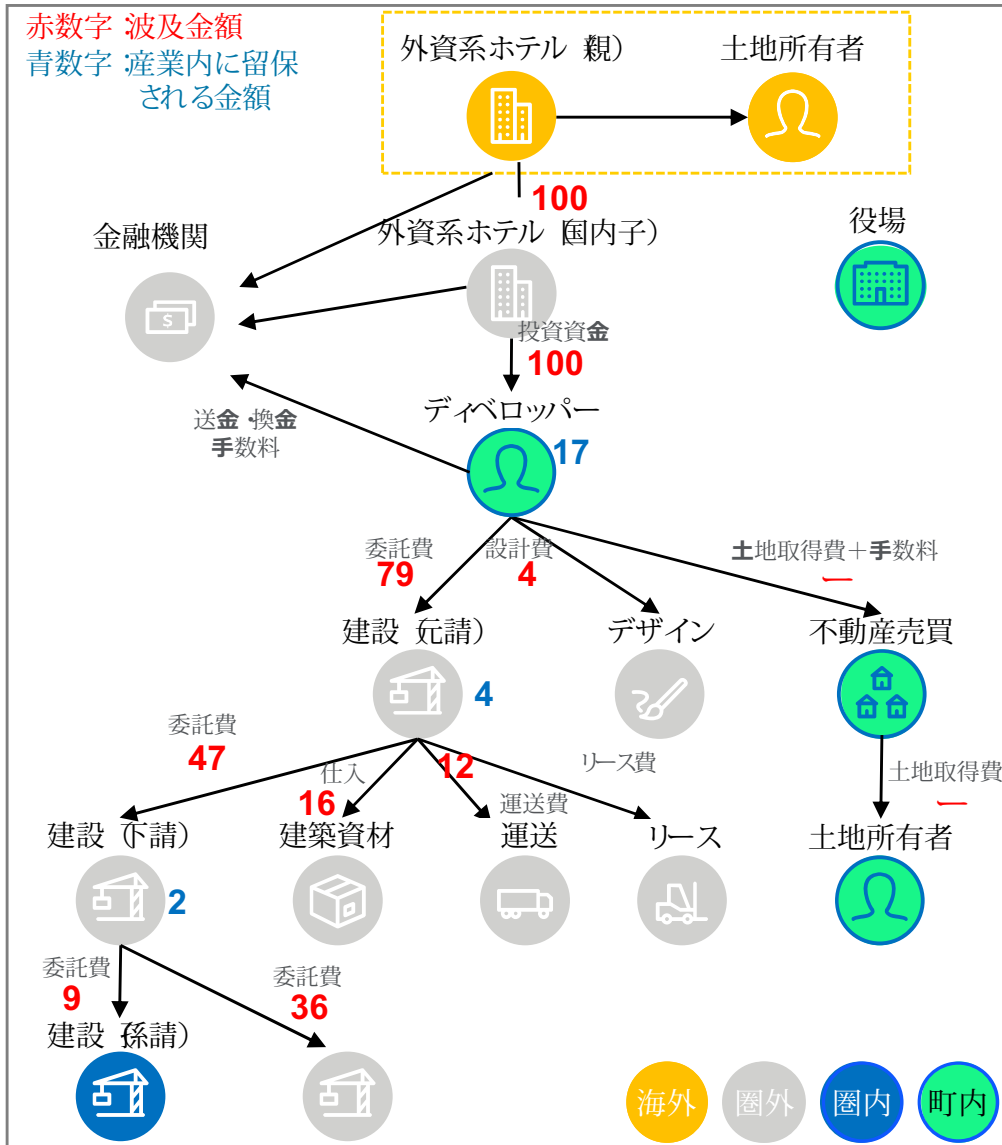 赤数字：波及金額
青数字：産業内に留保
される金額
外資系ホテル（親）
土地所有者
100
金融機関
外資系ホテル（国内子）
役場
$
投資資金
100
ディベロッパー
送金・換金
手数料
17
委託費
79
設計費
4
土地取得費＋手数料
ー
建設（元請）
デザイン
不動産売買
4
委託費
47
仕入
16
12
運送費
リース費
土地取得費
ー
建設（下請）
建築資材
運送
リース
土地所有者
2
委託費
9
委託費
36
建設（孫請）
海外
圏外
圏内
町内